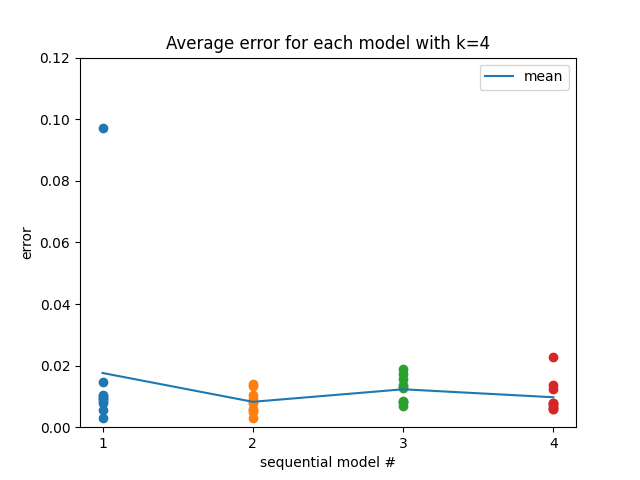 Average error for each model with k=4
mean
error
0.12
0.10
0.08
0.06
0.04
0.02
0.00
1 2 3 4
sequential model #